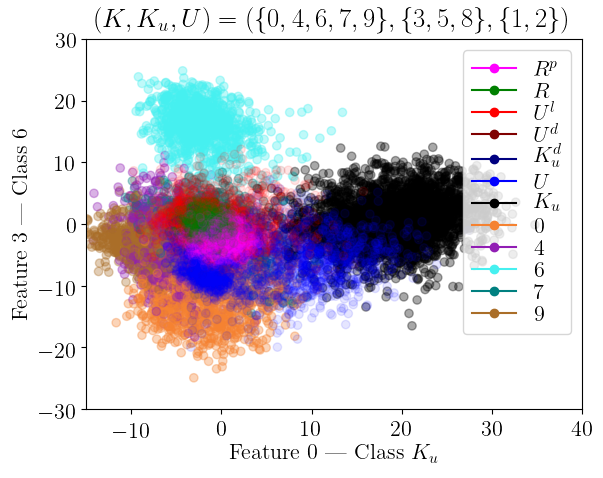 (K, K_u, U) = ({0, 4, 6, 7, 9}, {3, 5, 8}, {1, 2})
30
20
10
0
−10
−20
−30
Feature 3 — Class 6
R^p
R
U^l
U^d
K_u^d
U
K_u
0
4
6
7
9
−10
0
10
20
30
40
Feature 0 — Class K_u